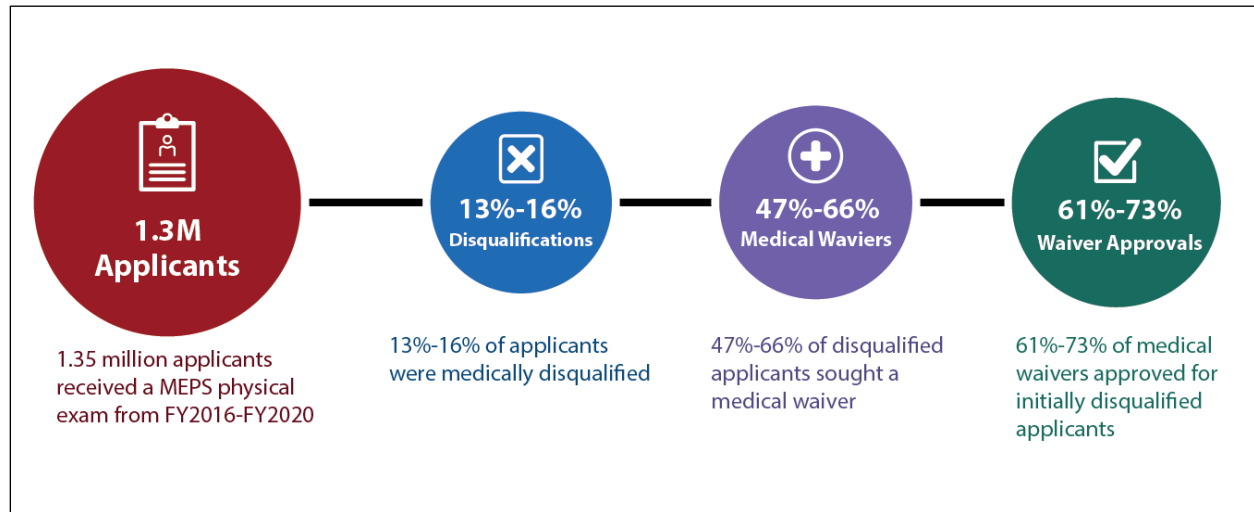 1.3M
Applicants
1.35 million applicants
received a MEPS physical
exam from FY2016-FY2020
13%-16%
Disqualifications
13%-16% of applicants
were medically disqualified
47%-66%
Medical Waviers
47%-66% of disqualified
applicants sought a
medical waiver
61%-73%
Waiver Approvals
61%-73% of medical
waivers approved for
initially disqualified
applicants